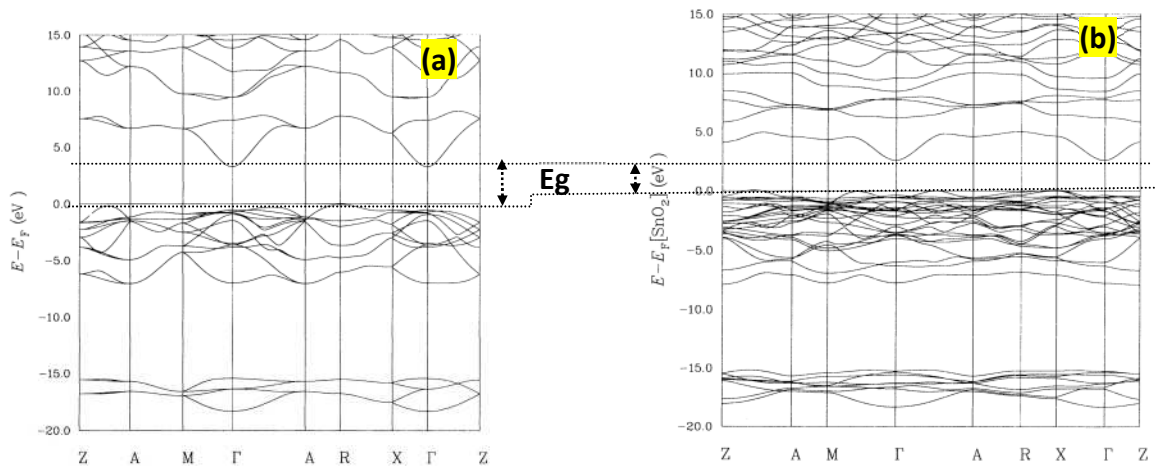 (a)
15.0
10.0
5.0
0.0
−5.0
−10.0
−15.0
−20.0
E−E_F (eV)
Z A M Γ A R X Γ Z
Eg
(b)
15.0
10.0
5.0
0.0
−5.0
−10.0
−15.0
−20.0
E−E_F[SnO₂] (eV)
Z A M Γ A R X Γ Z